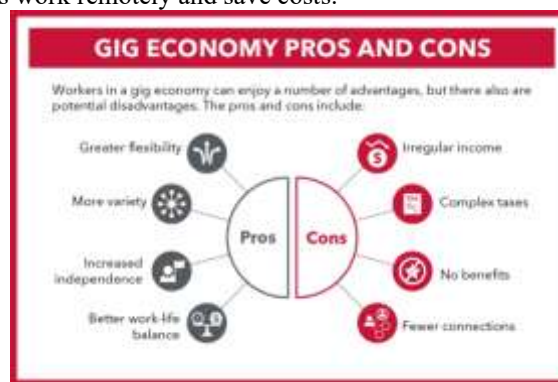 s work remotely and save costs.
GIG ECONOMY PROS AND CONS
Workers in a gig economy can enjoy a number of advantages, but there also are
potential disadvantages. The pros and cons include:
Greater flexibility
More variety
Increased
independence
Better work-life
balance
Pros
Cons
Irregular income
Complex taxes
No benefits
Fewer connections